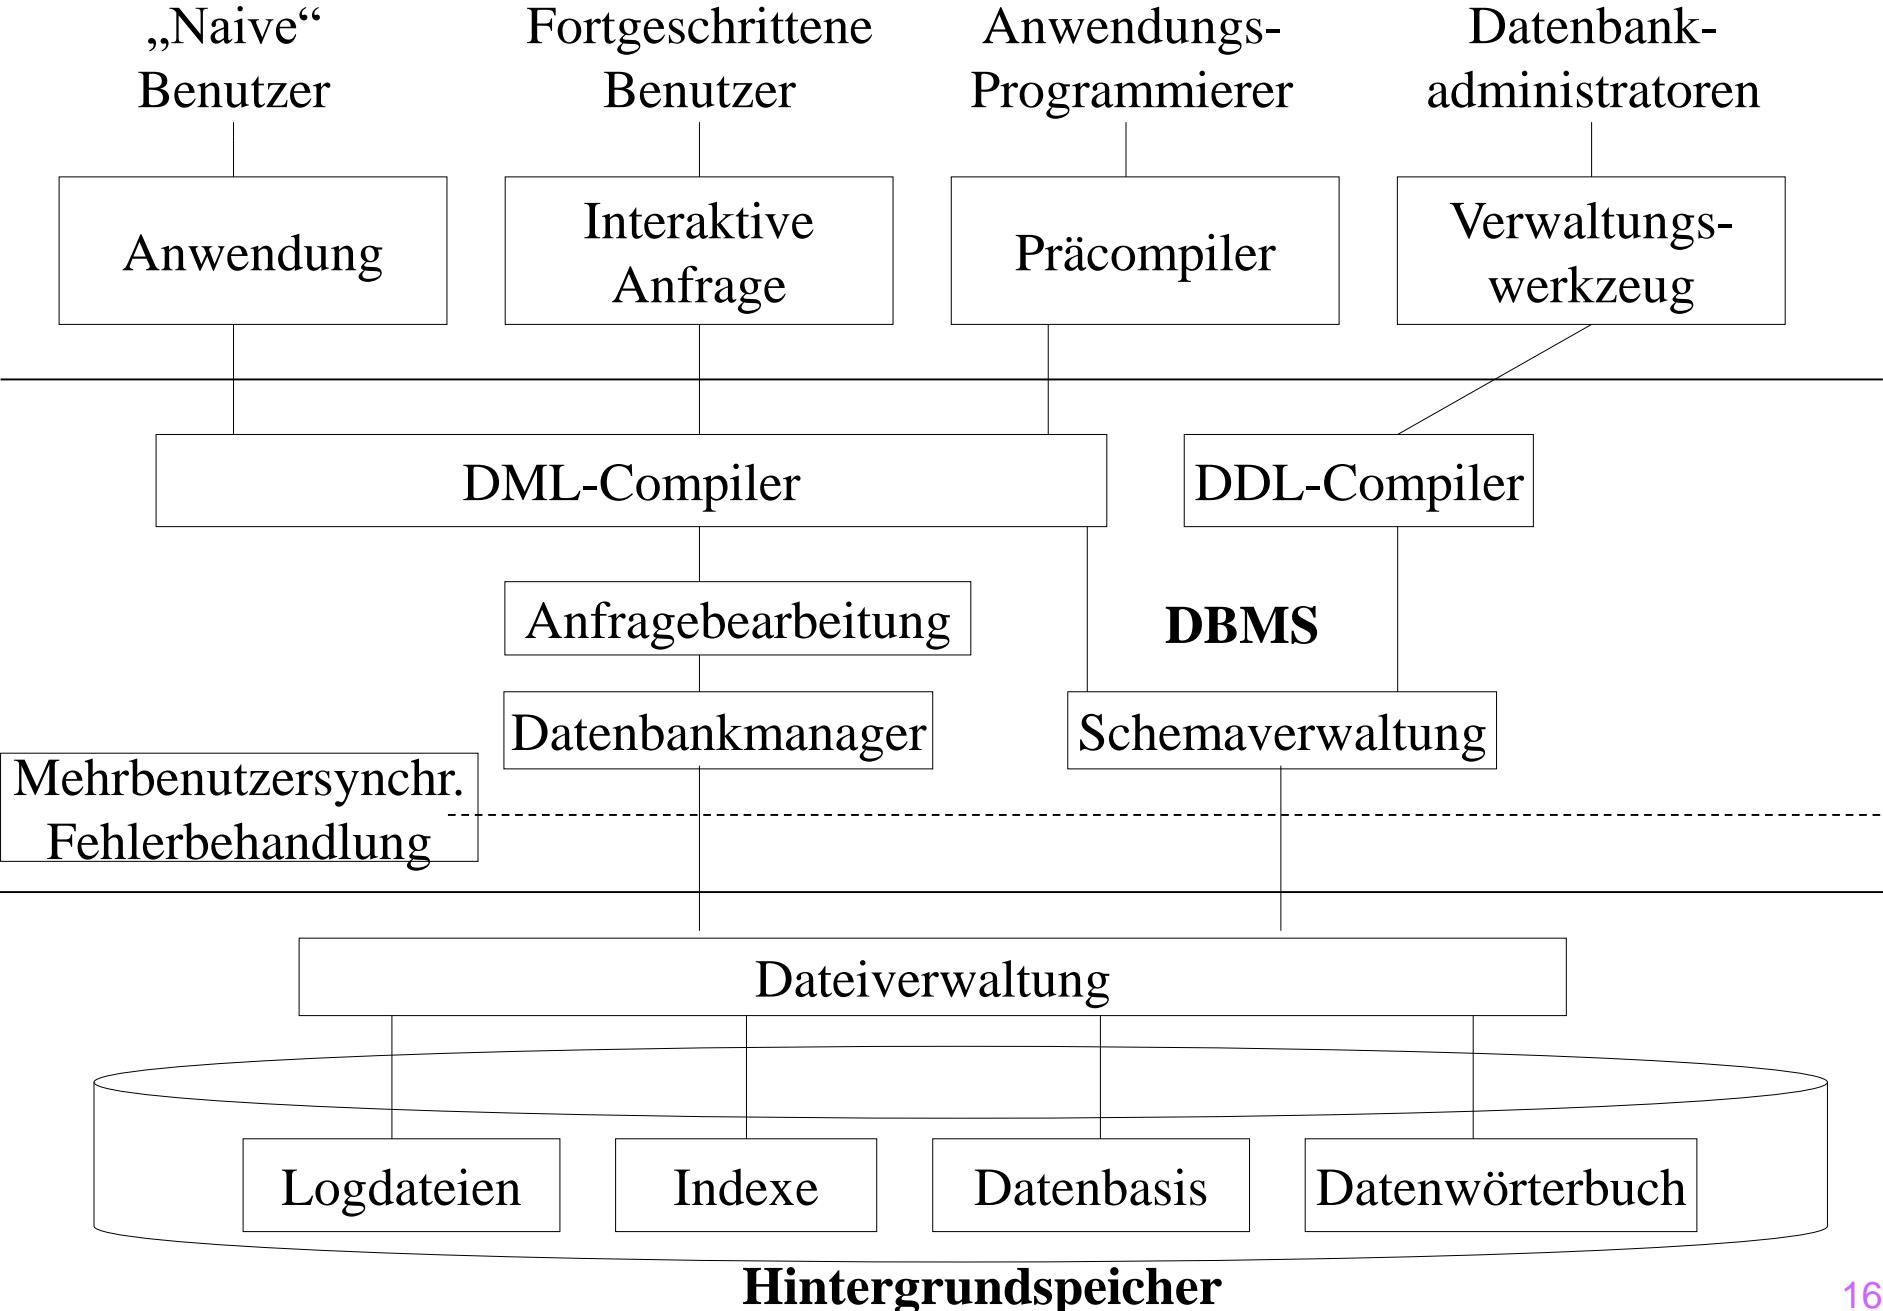 „Naive“
Benutzer
Fortgeschrittene
Benutzer
Anwendungs-
Programmierer
Datenbank-
administratoren
Anwendung
Interaktive
Anfrage
Präcompiler
Verwaltungs-
werkzeug
DML-Compiler
DDL-Compiler
Anfragebearbeitung
DBMS
Datenbankmanager
Schemaverwaltung
Mehrbenutzersynchr.
Fehlerbehandlung
Dateiverwaltung
Logdateien
Indexe
Datenbasis
Datenwörterbuch
Hintergrundspeicher
16